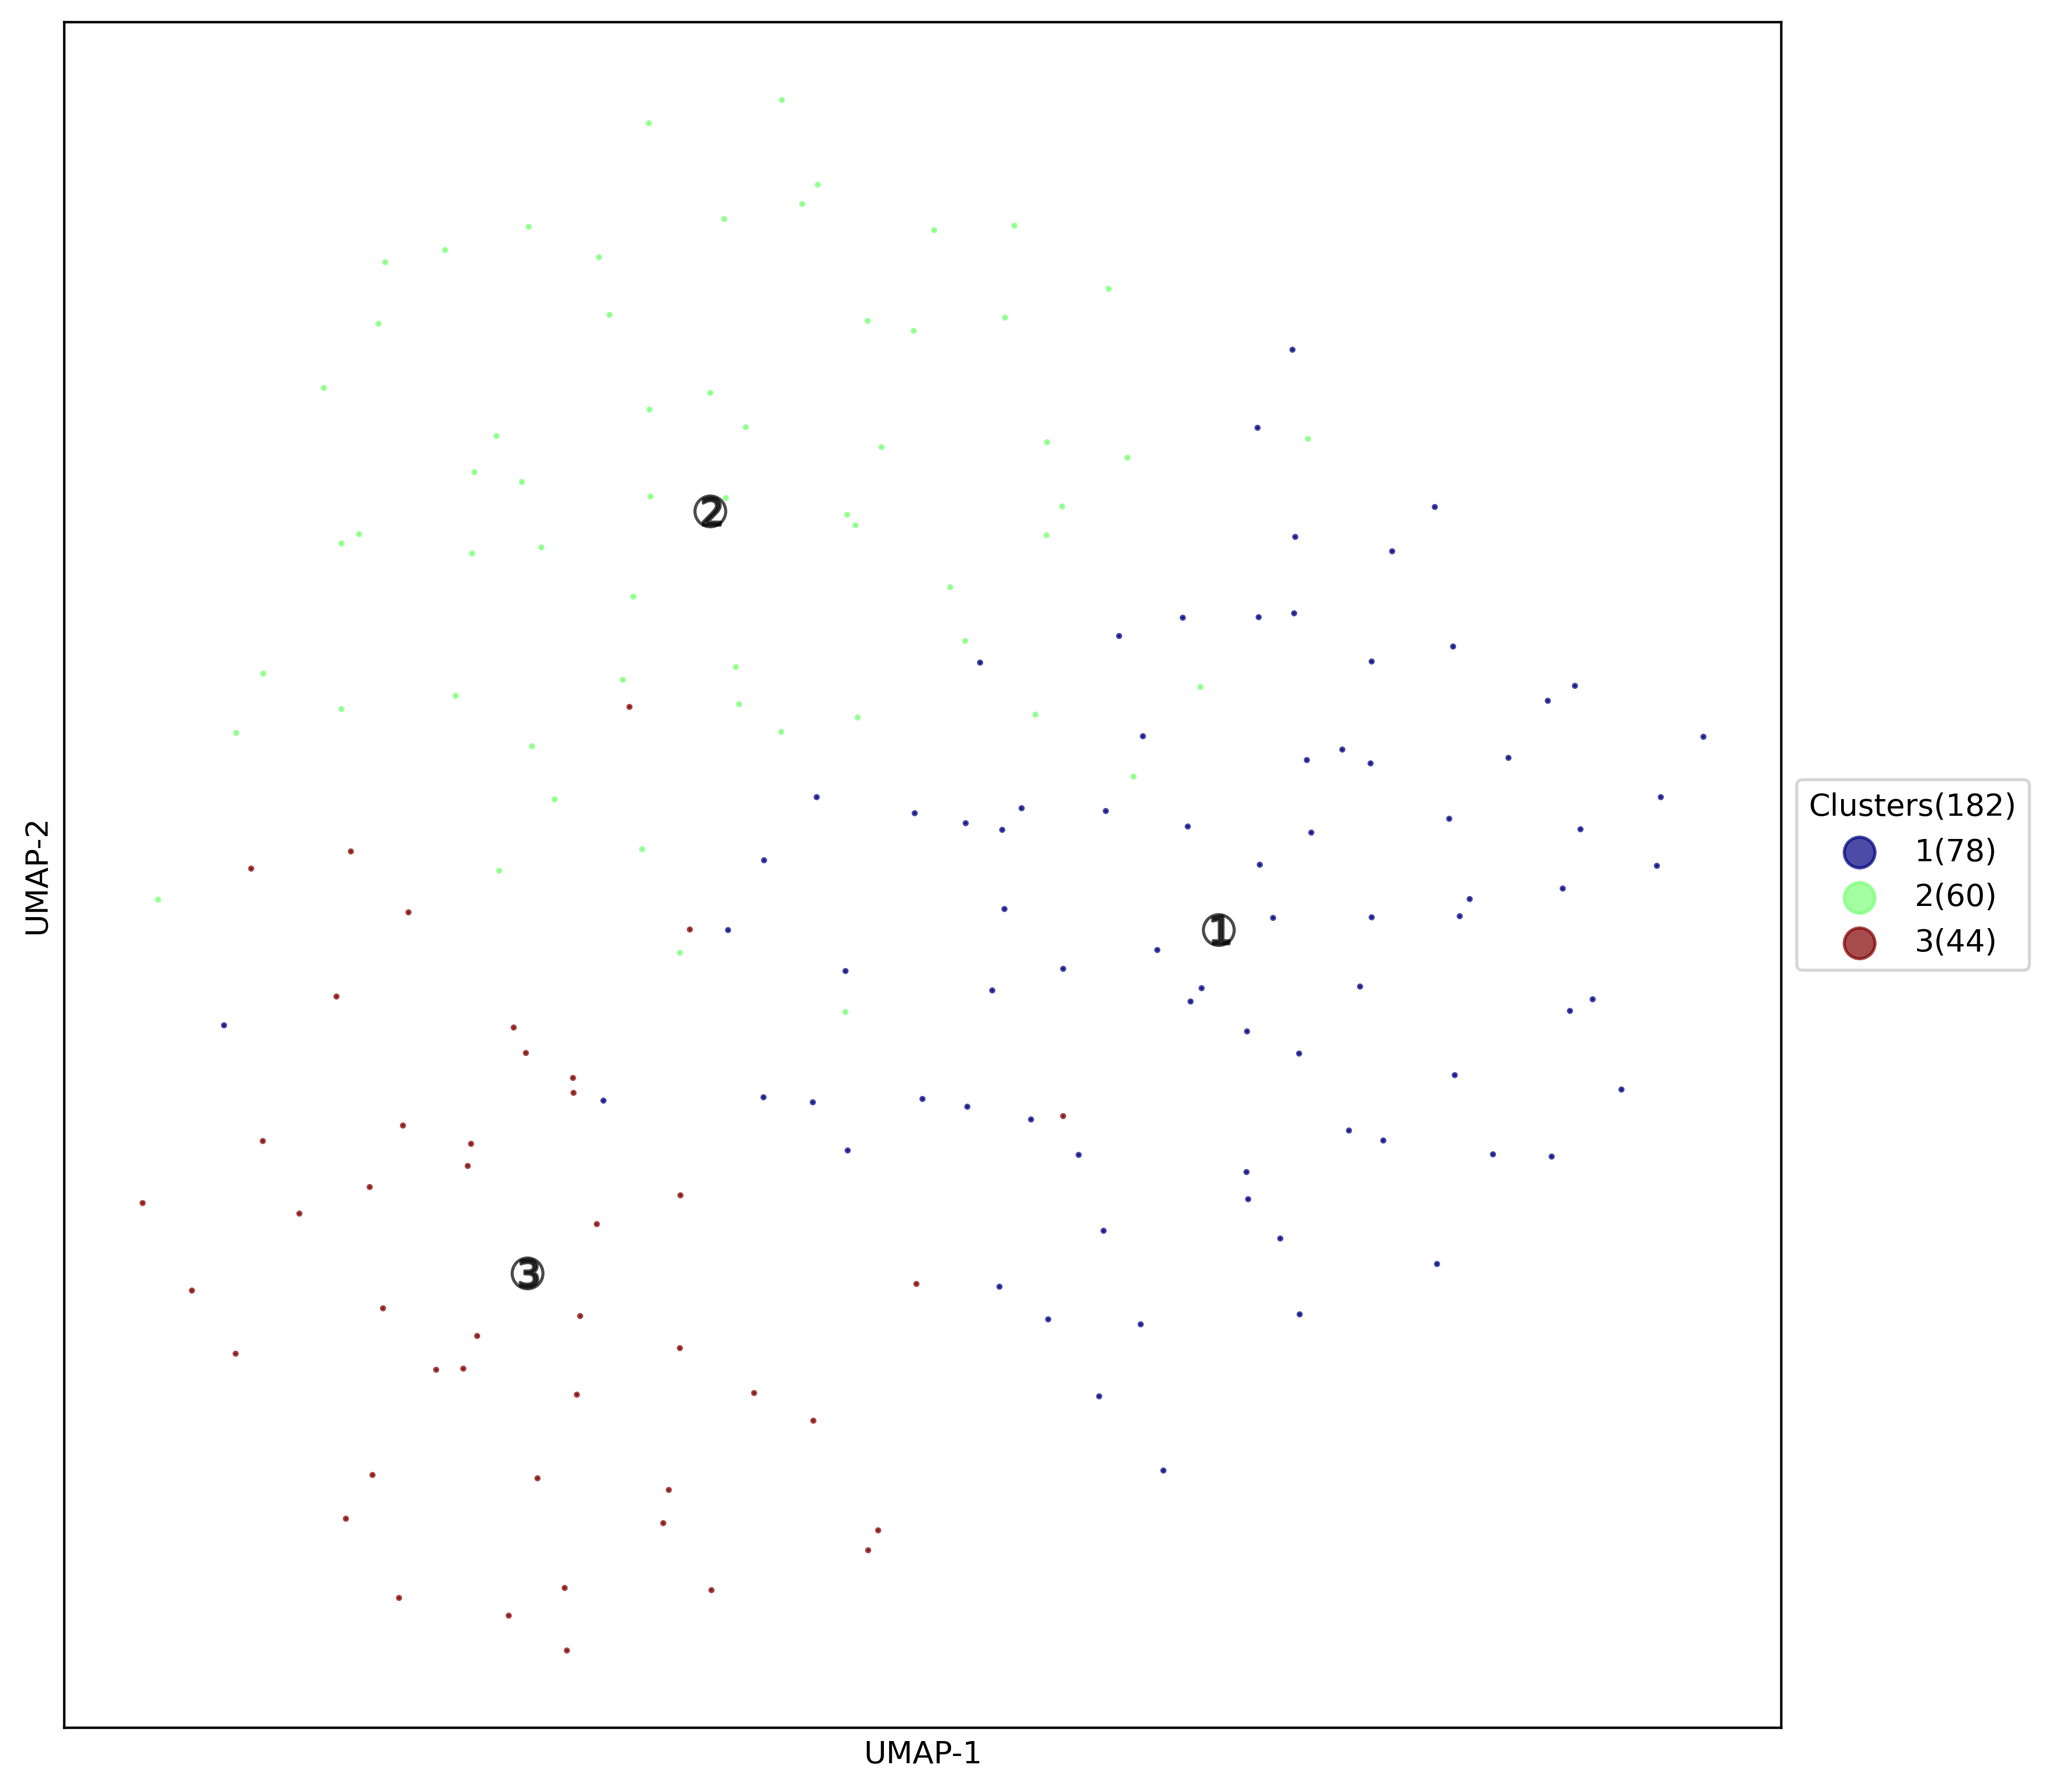 ②
①
③
UMAP-2
UMAP-1
Clusters(182)
1(78)
2(60)
3(44)